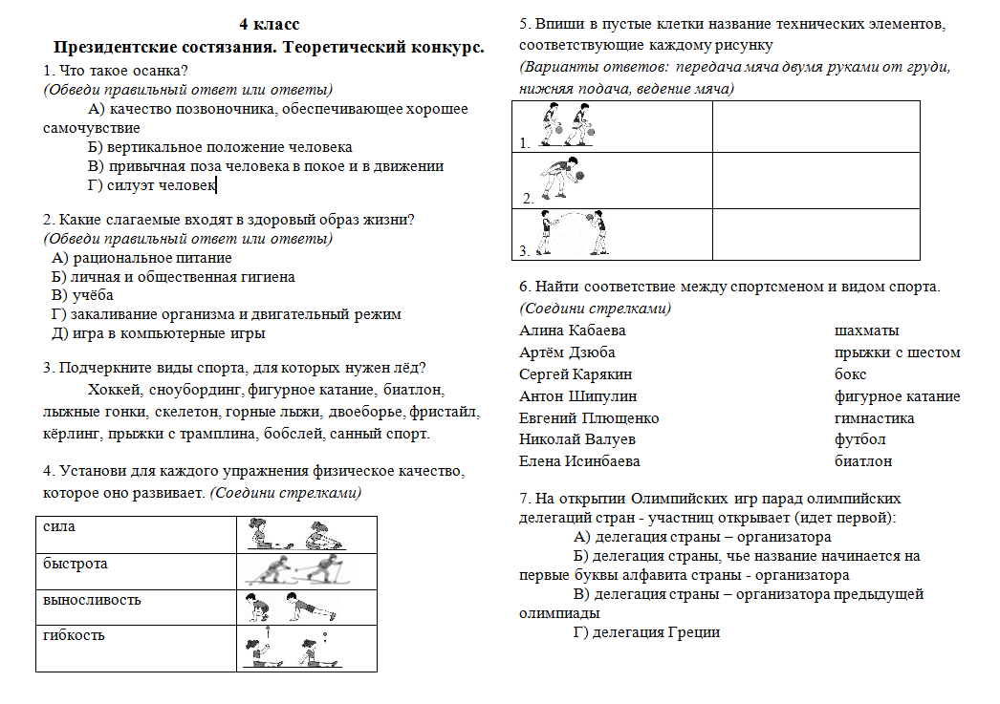 4 класс
Президентские состязания. Теоретический конкурс.
1. Что такое осанка?
(Обведи правильный ответ или ответы)
А) качество позвоночника, обеспечивающее хорошее
самочувствие
Б) вертикальное положение человека
В) привычная поза человека в покое и в движении
Г) силуэт человек
2. Какие слагаемые входят в здоровый образ жизни?
(Обведи правильный ответ или ответы)
А) рациональное питание
Б) личная и общественная гигиена
В) учёба
Г) закаливание организма и двигательный режим
Д) игра в компьютерные игры
3. Подчеркните виды спорта, для которых нужен лёд?
Хоккей, сноубординг, фигурное катание, биатлон,
лыжные гонки, скелетон, горные лыжи, двоеборье, фристайл,
кёрлинг, прыжки с трамплина, бобслей, санный спорт.
4. Установи для каждого упражнения физическое качество,
которое оно развивает. (Соедини стрелками)
сила
быстрота
выносливость
гибкость
5. Впиши в пустые клетки название технических элементов,
соответствующие каждому рисунку
(Варианты ответов: передача мяча двумя руками от груди,
нижняя подача, ведение мяча)
1.
2.
3.
6. Найти соответствие между спортсменом и видом спорта.
(Соедини стрелками)
Алина Кабаева шахматы
Артём Дзюба прыжки с шестом
Сергей Карякин бокс
Антон Шипулин фигурное катание
Евгений Плющенко гимнастика
Николай Валуев футбол
Елена Исинбаева биатлон
7. На открытии Олимпийских игр парад олимпийских
делегаций стран - участниц открывает (идет первой):
А) делегация страны – организатора
Б) делегация страны, чье название начинается на
первые буквы алфавита страны - организатора
В) делегация страны – организатора предыдущей
олимпиады
Г) делегация Греции